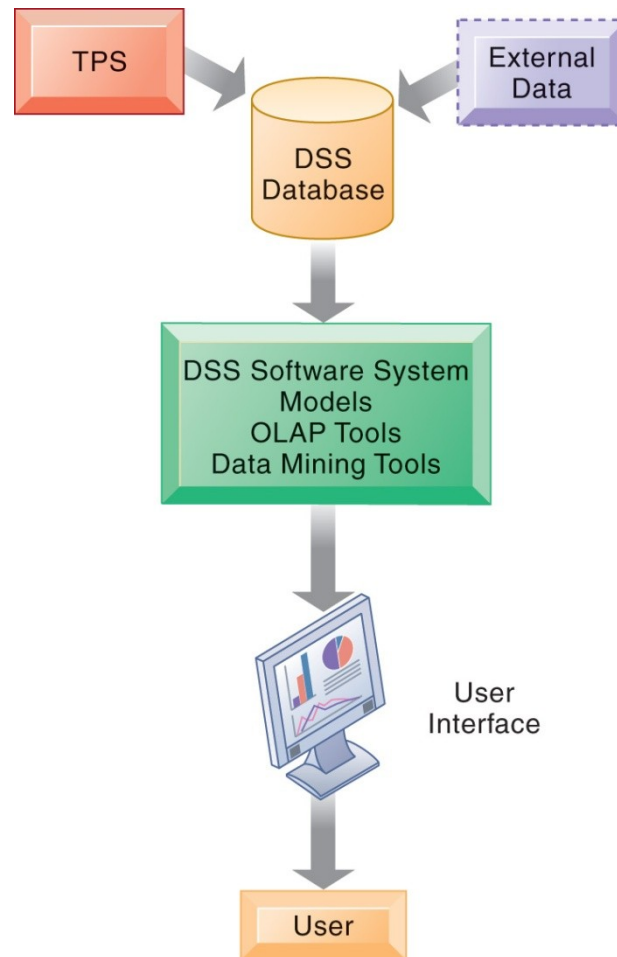 TPS
External
Data
DSS
Database
DSS Software System
Models
OLAP Tools
Data Mining Tools
User
Interface
User